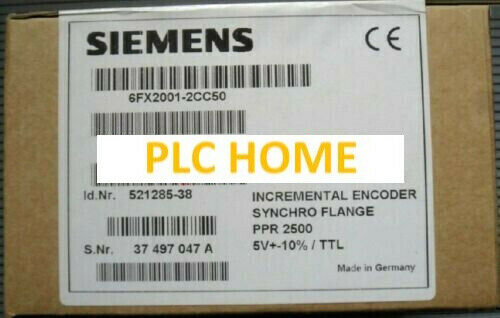 SIEMENS
CE
6FX2001-2CC50
PLC HOME
Id.Nr. 521285-38
INCREMENTAL ENCODER
SYNCHRO FLANGE
PPR 2500
5V+-10% / TTL
S.Nr. 37 497 047 A
Made in Germany